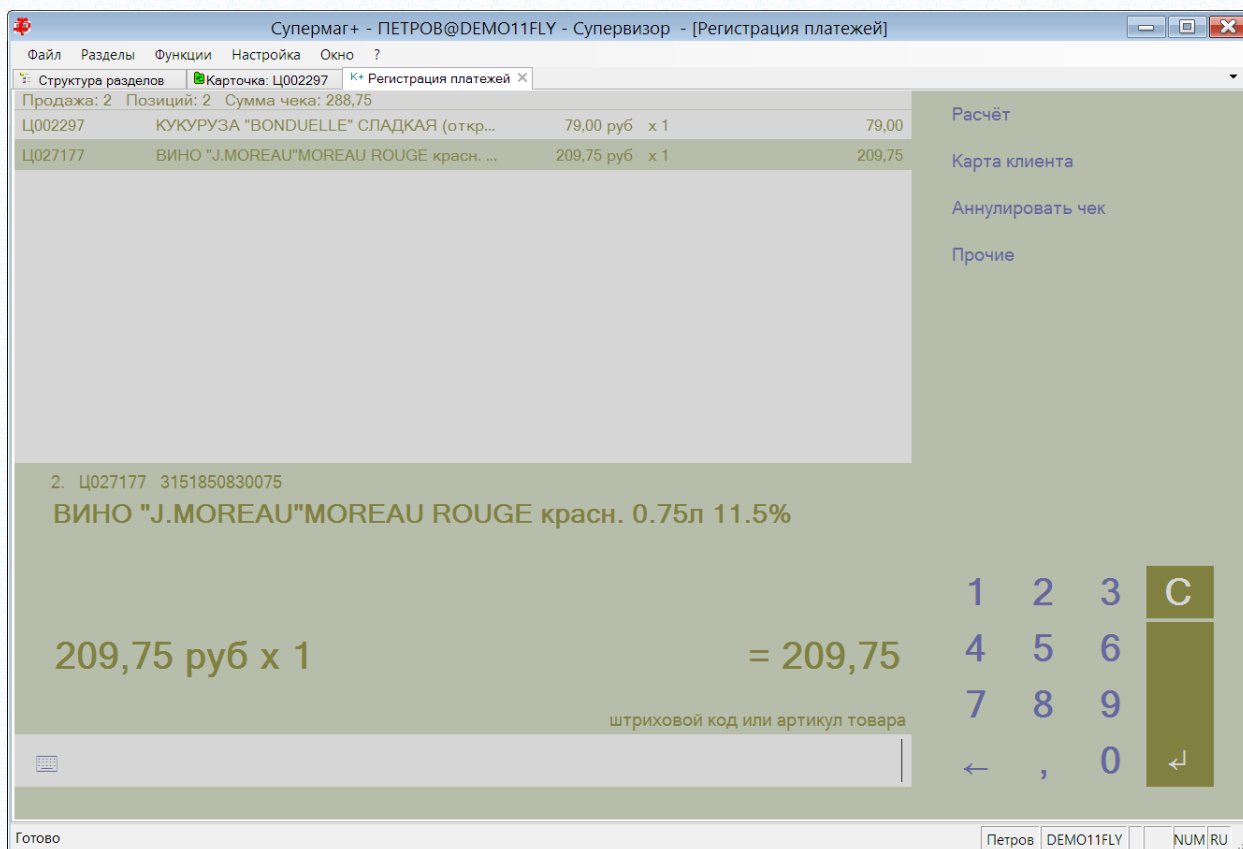 Супермаг+ - ПЕТРОВ@DEMO11FLY - Супервизор - [Регистрация платежей]
Файл Разделы Функции Настройка Окно ?
Структура разделов Карточка: Ц002297 К+ Регистрация платежей
Продажа: 2 Позиций: 2 Сумма чека: 288,75
Ц002297 КУКУРУЗА "BONDUELLE" СЛАДКАЯ (откр... 79,00 руб х 1 79,00
Ц027177 ВИНО "J.MOREAU"MOREAU ROUGE красн. ... 209,75 руб х 1 209,75
Расчёт
Карта клиента
Аннулировать чек
Прочие
2. Ц027177 3151850830075
ВИНО "J.MOREAU"MOREAU ROUGE красн. 0.75л 11.5%
209,75 руб х 1 = 209,75
штриховой код или артикул товара
1 2 3 C
4 5 6
7 8 9
← , 0 ↵
Готово Петров DEMO11FLY NUM RU